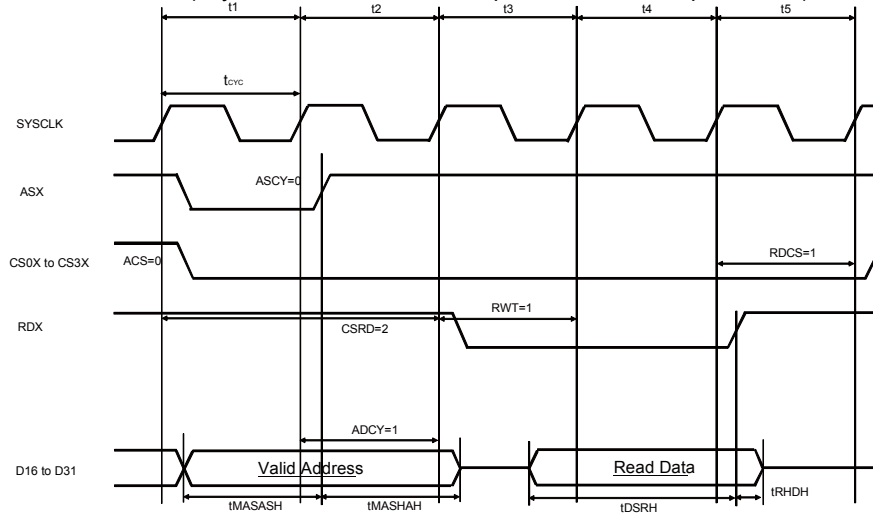 t1 t2 t3 t4 t5
tCYC
SYSCLK
ASCY=0
ASX
CS0X to CS3X ACS=0 RDCS=1
RWT=1
RDX
CSRD=2
ADCY=1
D16 to D31 Valid Address Read Data
tMASASH tMASHAH tDSRH tRHDH